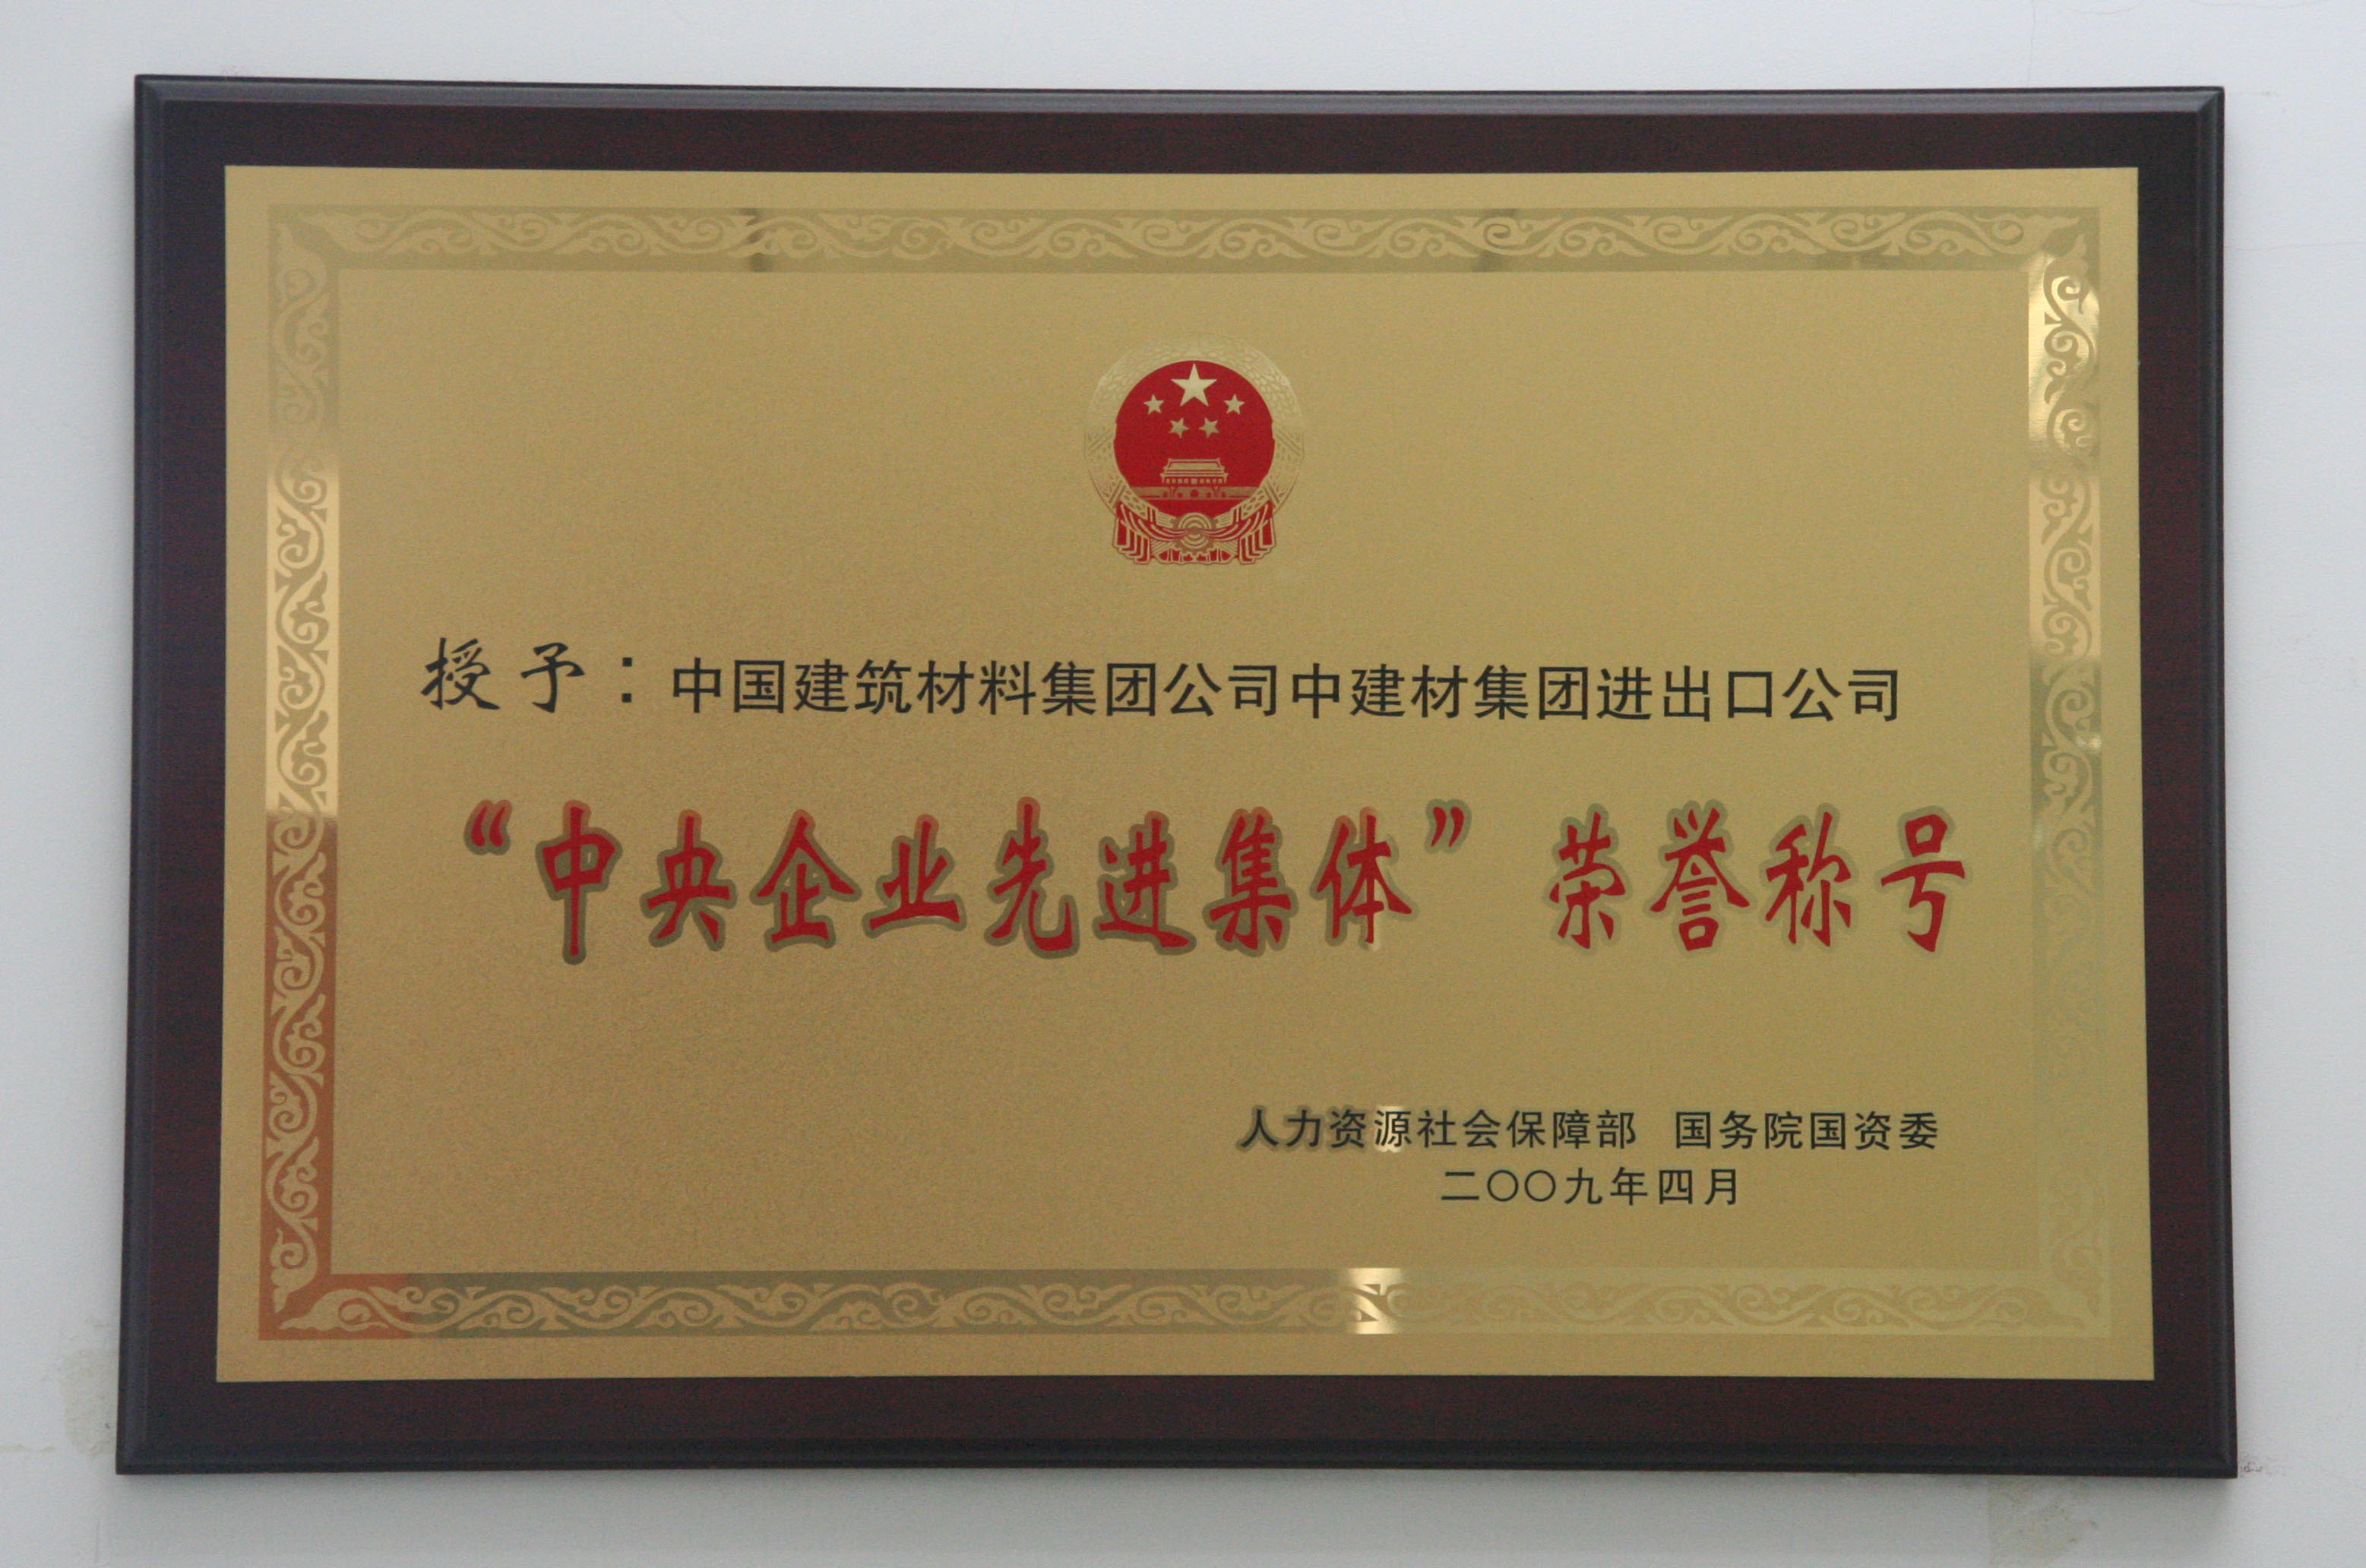 授予：中国建筑材料集团公司中建材集团进出口公司
“中央企业先进集体”荣誉称号
人力资源社会保障部 国务院国资委
二〇〇九年四月